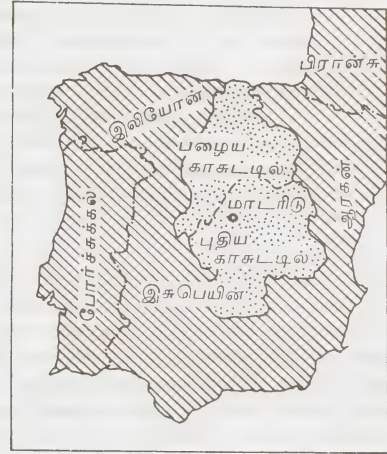 பிரான்சு
இலியோன்
பழைய
காசுட்டில்
மாட்ரிடு
ஆரகன்
புதிய
காசுட்டில்
போர்ச்சுக்கல்
இசுபெயின்